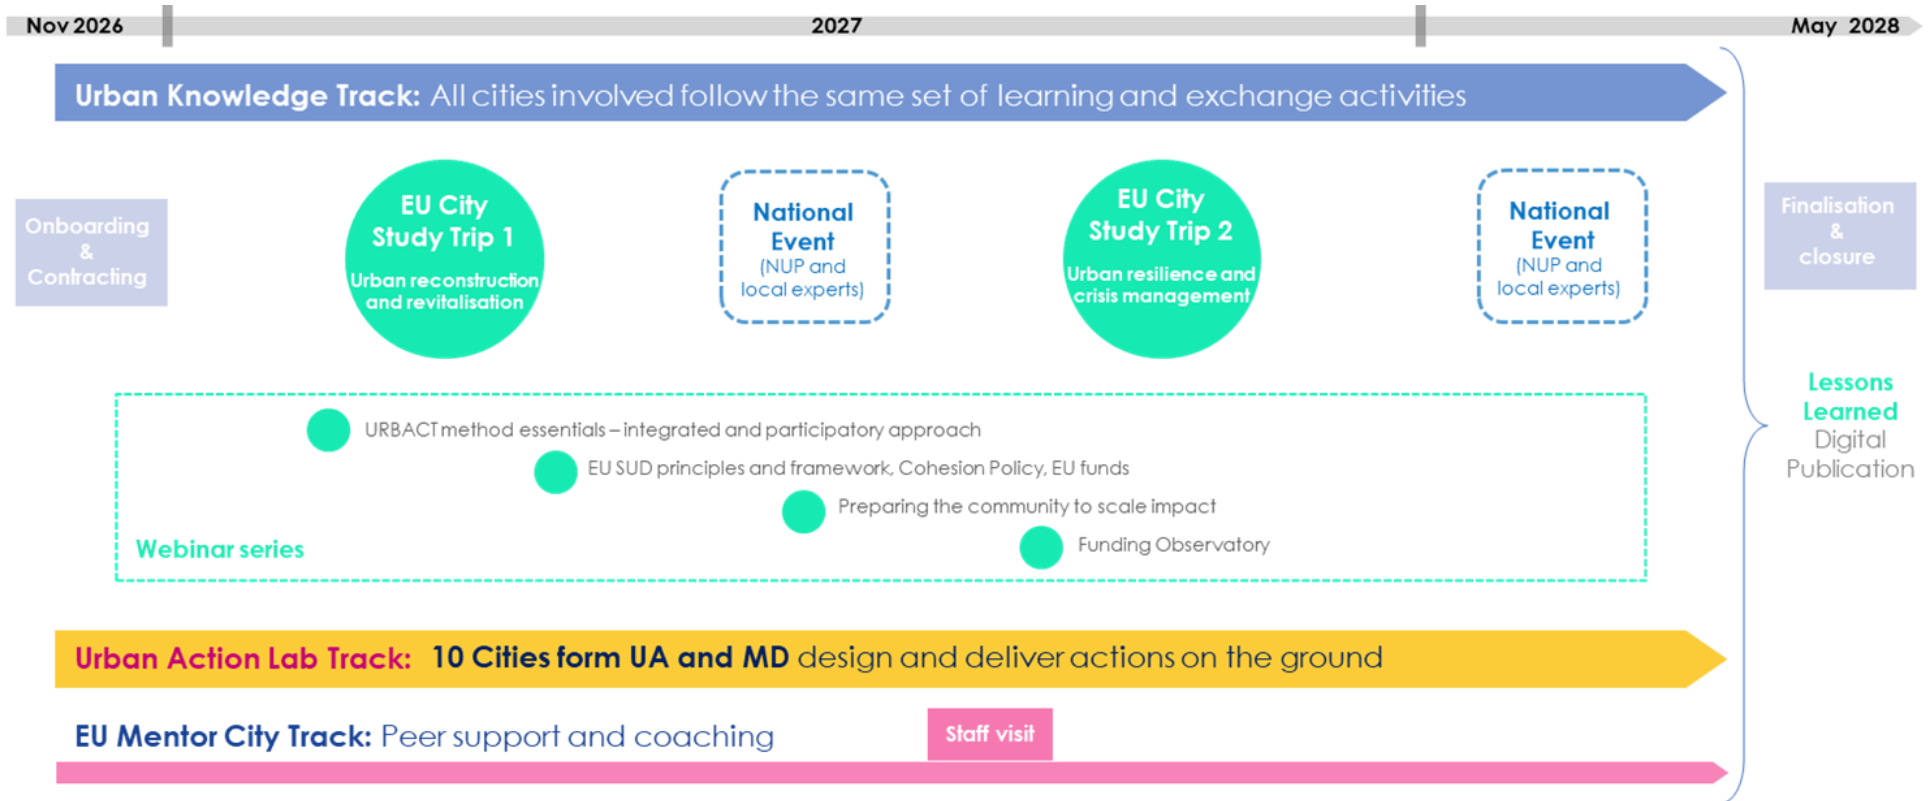 Nov 2026
2027
May 2028
Urban Knowledge Track: All cities involved follow the same set of learning and exchange activities
Onboarding
&
Contracting
EU City
Study Trip 1
Urban reconstruction
and revitalisation
National
Event
(NUP and
local experts)
EU City
Study Trip 2
Urban resilience and
crisis management
National
Event
(NUP and
local experts)
Finalisation
&
closure
URBACT method essentials – integrated and participatory approach
EU SUD principles and framework, Cohesion Policy, EU funds
Preparing the community to scale impact
Funding Observatory
Webinar series
Lessons
Learned
Digital
Publication
Urban Action Lab Track: 10 Cities form UA and MD design and deliver actions on the ground
EU Mentor City Track: Peer support and coaching
Staff visit